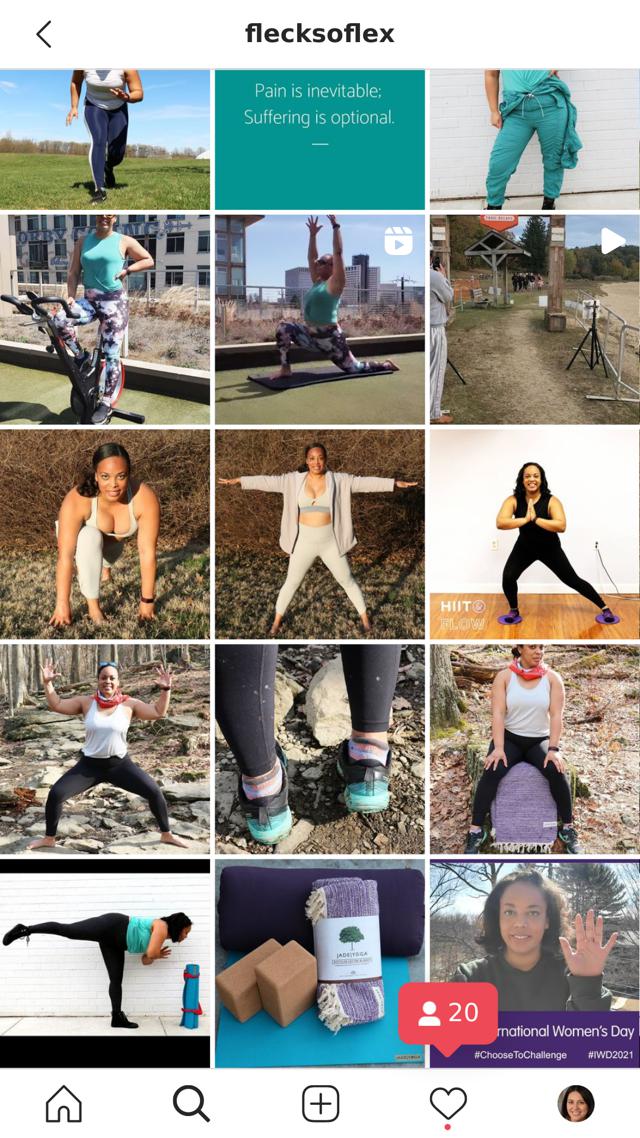 flecksoflex
Pain is inevitable;
Suffering is optional.
—
HIIT
FLOW
JADEYOGA
20
rnational Women's Day
#ChooseToChallenge #IWD2021